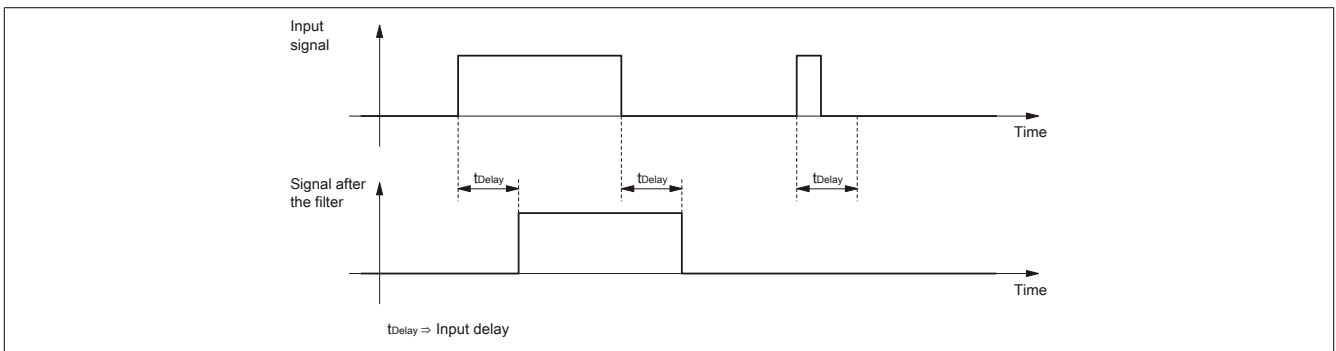 Input
signal
Time
tDelay
tDelay
tDelay
Signal after
the filter
Time
tDelay ⇒ Input delay